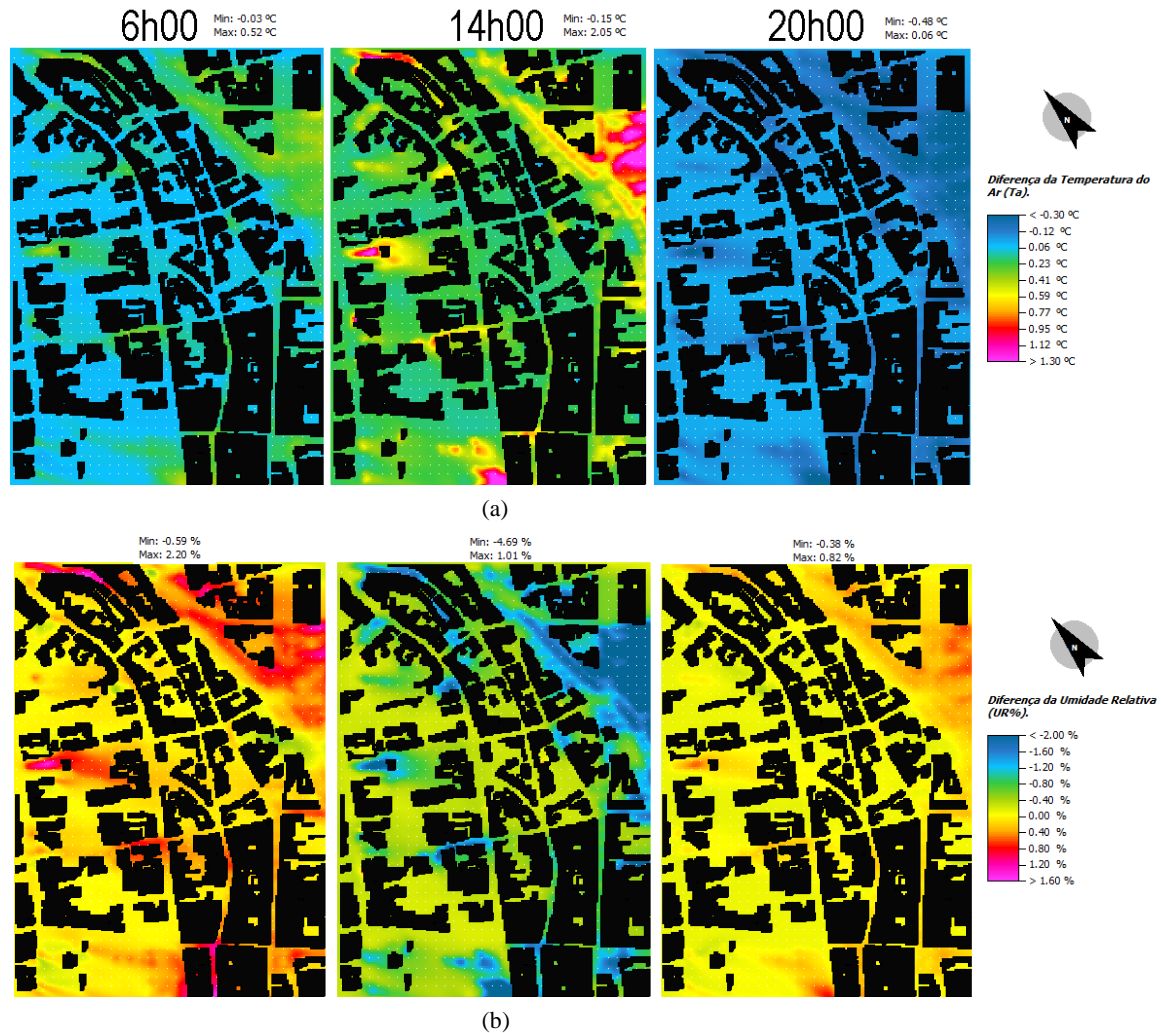 6h00
Min: -0.03 ºC
Max: 0.52 ºC
14h00
Min: -0.15 ºC
Max: 2.05 ºC
20h00
Min: -0.48 ºC
Max: 0.06 ºC
N
Diferença da Temperatura do
Ar (Ta).
< -0.30 ºC
-0.12 ºC
0.06 ºC
0.23 ºC
0.41 ºC
0.59 ºC
0.77 ºC
0.95 ºC
1.12 ºC
> 1.30 ºC
(a)
Min: -0.59 %
Max: 2.20 %
Min: -4.69 %
Max: 1.01 %
Min: -0.38 %
Max: 0.82 %
N
Diferença da Umidade Relativa
(UR%).
< -2.00 %
-1.60 %
-1.20 %
-0.80 %
-0.40 %
0.00 %
0.40 %
0.80 %
1.20 %
> 1.60 %
(b)